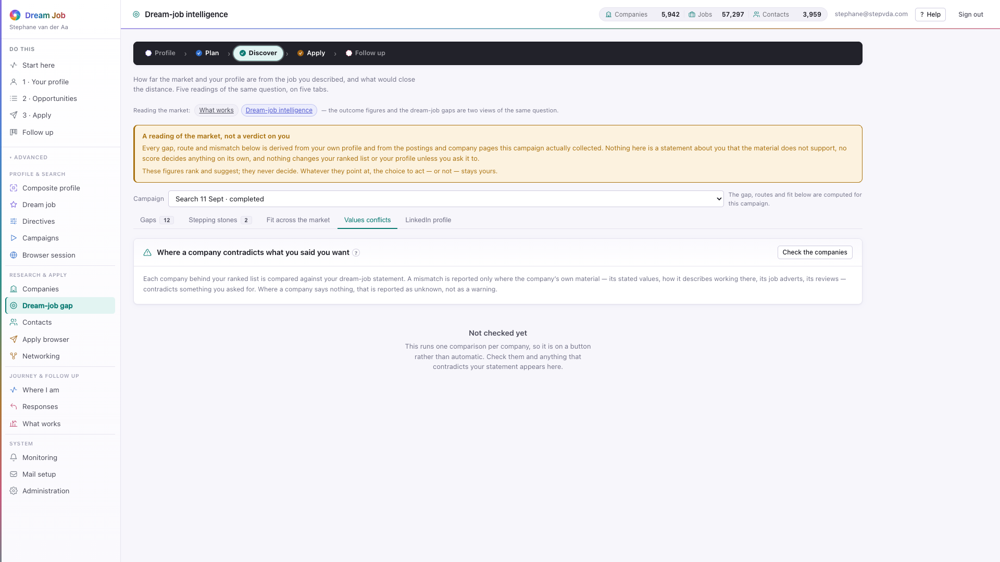 Dream Job
Stephane van der Aa
DO THIS
Start here
1 · Your profile
2 · Opportunities
3 · Apply
Follow up
ADVANCED
PROFILE & SEARCH
Composite profile
Dream job
Directives
Campaigns
Browser session
RESEARCH & APPLY
Companies
Dream-job gap
Contacts
Apply browser
Networking
JOURNEY & FOLLOW UP
Where I am
Responses
What works
SYSTEM
Monitoring
Mail setup
Administration
Dream-job intelligence
Companies 5,942 Jobs 57,297 Contacts 3,959
stephane@stepvda.com
? Help
Sign out
Profile › Plan › Discover › Apply › Follow up
How far the market and your profile are from the job you described, and what would close
the distance. Five readings of the same question, on five tabs.
Reading the market: What works Dream-job intelligence — the outcome figures and the dream-job gaps are two views of the same question.
A reading of the market, not a verdict on you
Every gap, route and mismatch below is derived from your own profile and from the postings and company pages this campaign actually collected. Nothing here is a statement about you that the material does not support, no
score decides anything on its own, and nothing changes your ranked list or your profile unless you ask it to.
These figures rank and suggest; they never decide. Whatever they point at, the choice to act — or not — stays yours.
Campaign
Search 11 Sept · completed
The gap, routes and fit below are computed for
this campaign.
Gaps 12 Stepping stones 2 Fit across the market Values conflicts LinkedIn profile
Where a company contradicts what you said you want ?
Check the companies
Each company behind your ranked list is compared against your dream-job statement. A mismatch is reported only where the company's own material — its stated values, how it describes working there, its job adverts, its reviews —
contradicts something you asked for. Where a company says nothing, that is reported as unknown, not as a warning.
Not checked yet
This runs one comparison per company, so it is on a button
rather than automatic. Check them and anything that
contradicts your statement appears here.